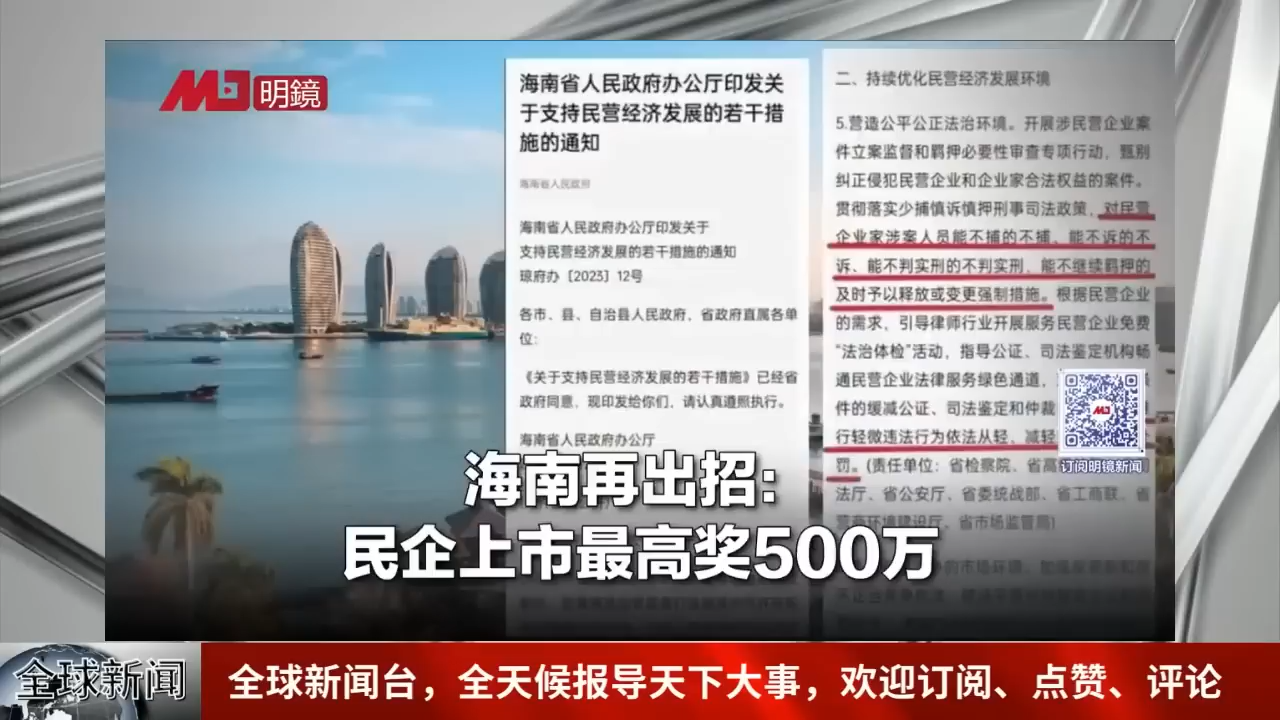 明鏡
海南省人民政府办公厅印发关
于支持民营经济发展的若干措
施的通知
海南省人民政府
海南省人民政府办公厅印发关于
支持民营经济发展的若干措施的通知
琼府办〔2023〕12号
各市、县、自治县人民政府，省政府直属各单
位：
《关于支持民营经济发展的若干措施》已经省
政府同意，现印发给你们，请认真遵照执行。
海南省人民政府办公厅
二、持续优化民营经济发展环境
5.营造公平公正法治环境。开展涉民营企业案
件立案监督和羁押必要性审查专项行动，甄别
纠正侵犯民营企业和企业家合法权益的案件。
贯彻落实少捕慎诉慎押刑事司法政策，对民营
企业家涉案人员能不捕的不捕、能不诉的不
诉、能不判实刑的不判实刑，能不继续羁押的
及时予以释放或变更强制措施。根据民营企业
的需求，引导律师行业开展服务民营企业免费
“法治体检”活动，指导公证、司法鉴定机构畅
通民营企业法律服务绿色通道，
件的缓减公证、司法鉴定和仲裁
行轻微违法行为依法从轻、减轻
罚。(责任单位：省检察院、省高
法厅、省公安厅、省委统战部、省工商联、省
营商环境建设厅、省市场监管局)
订阅明镜新闻
海南再出招:
民企上市最高奖500万
全球新闻
全球新闻台，全天候报导天下大事，欢迎订阅、点赞、评论